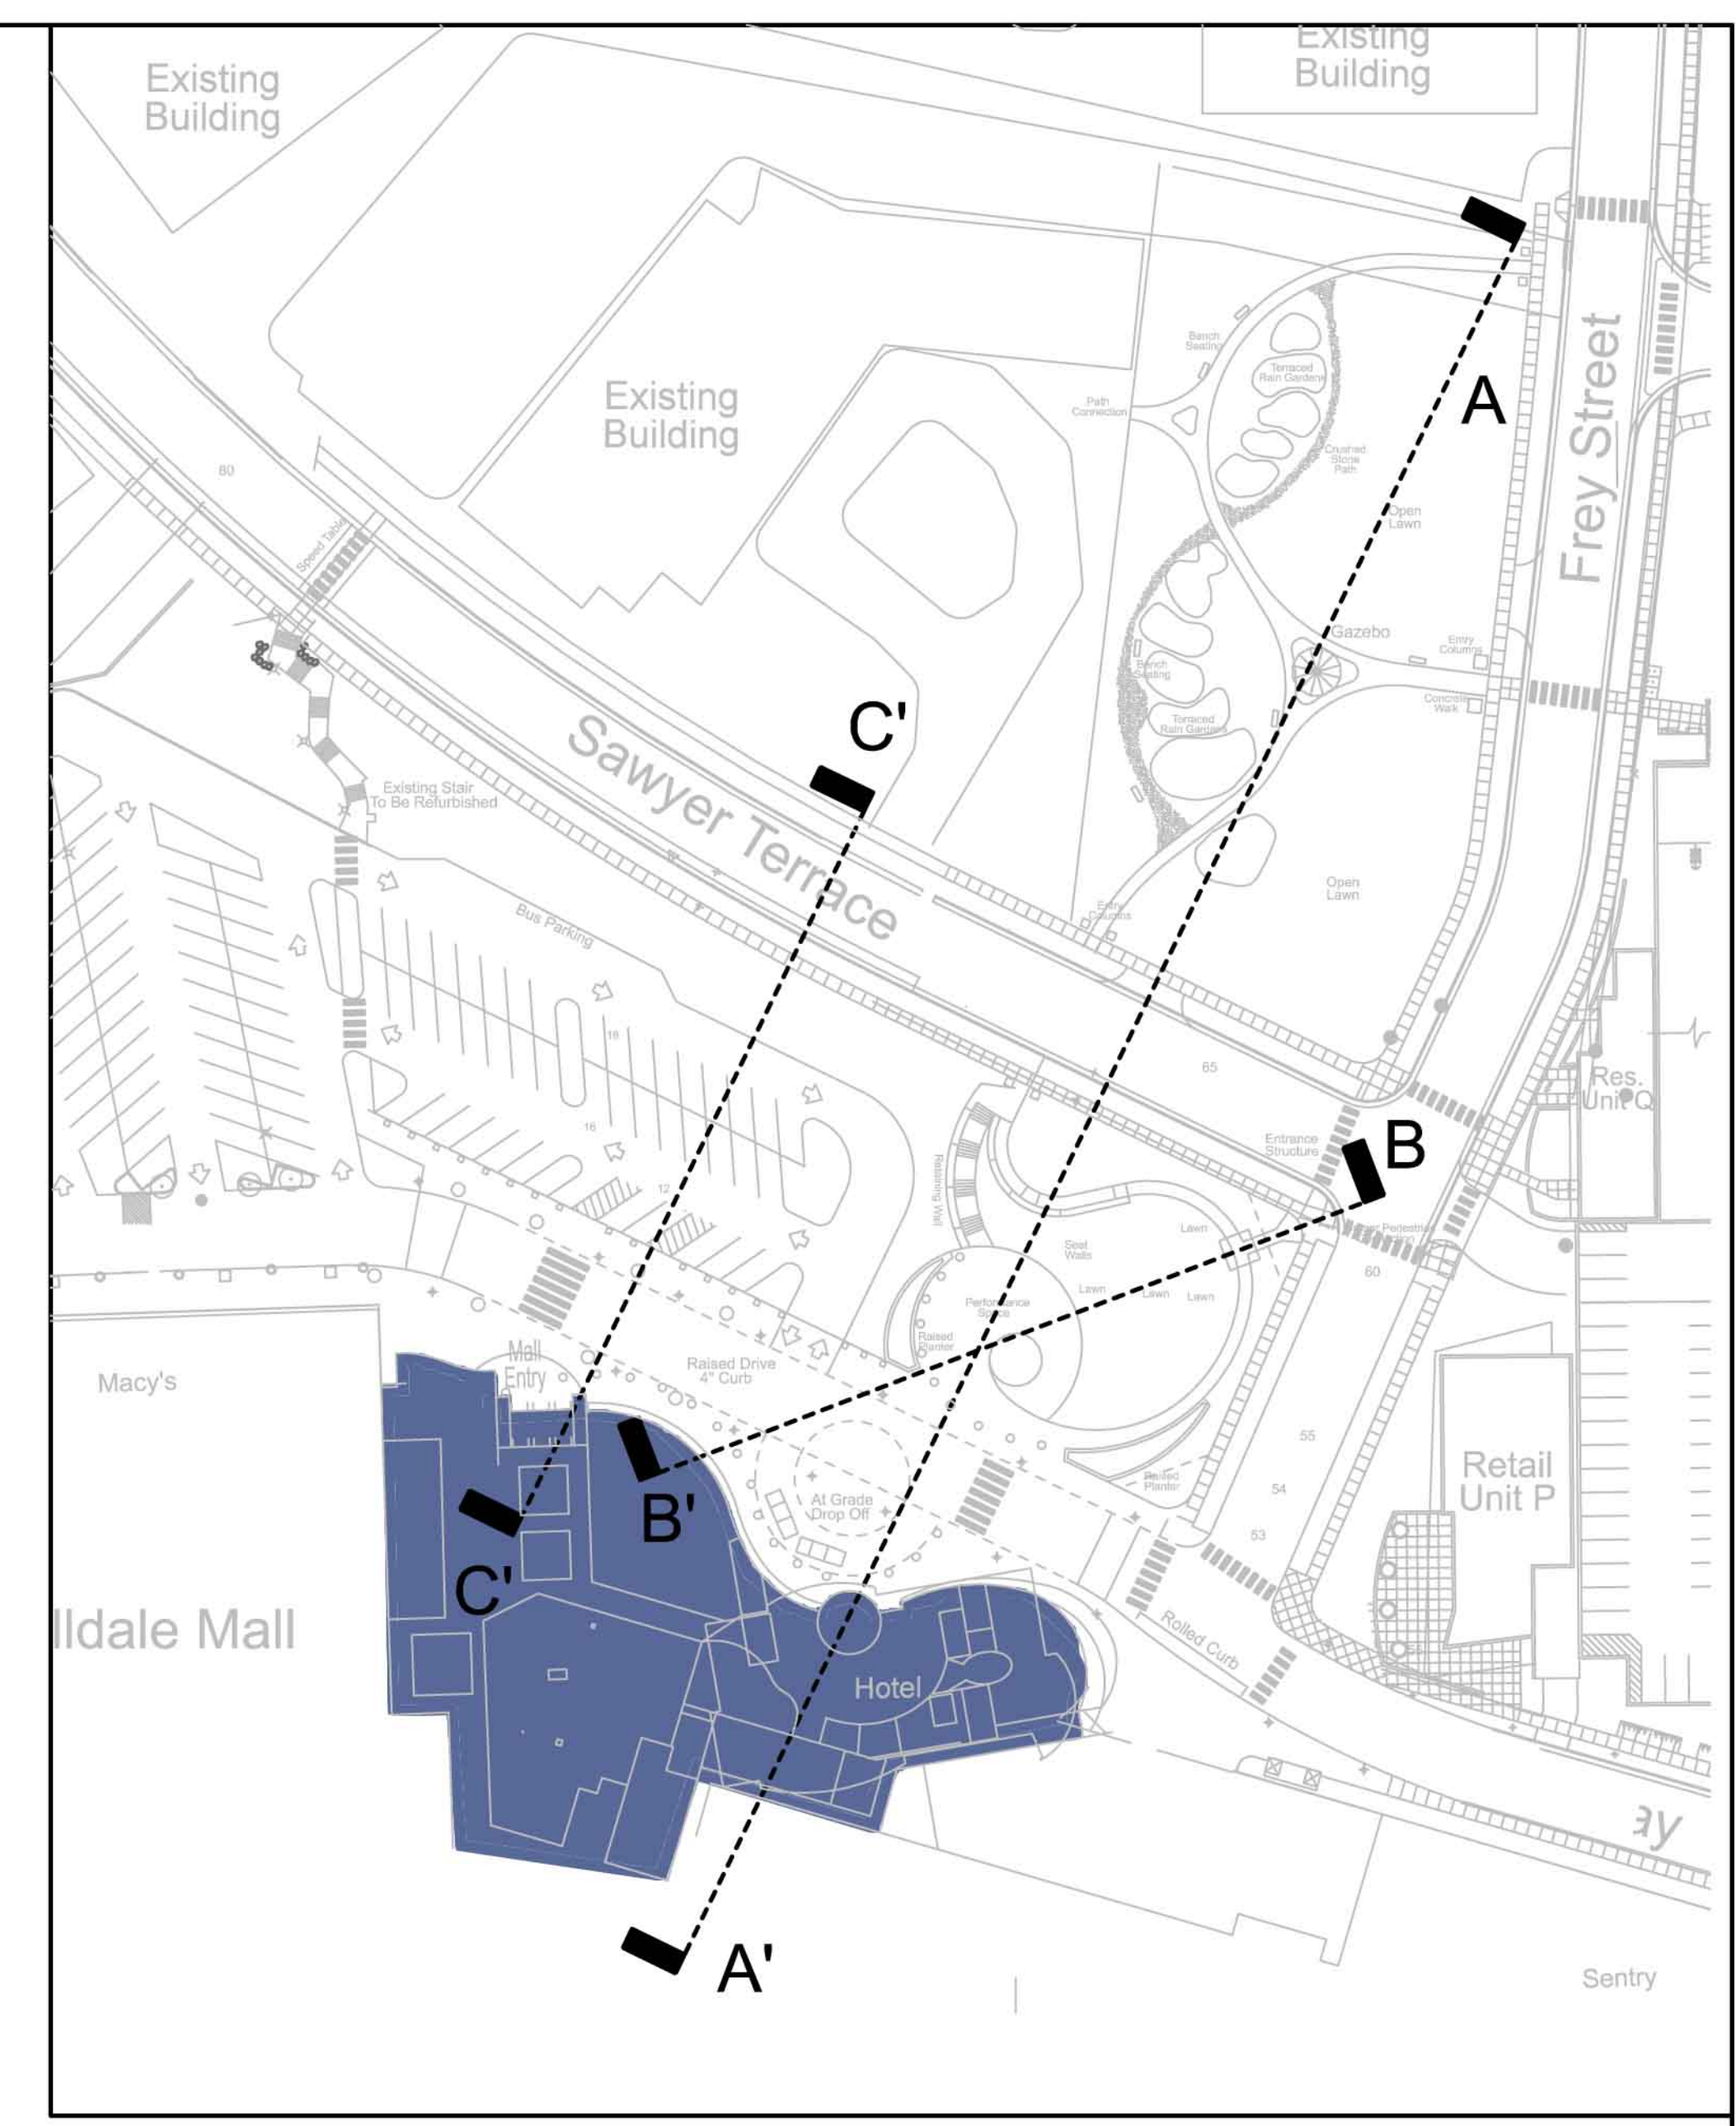 Existing
Building
Existing
Building
A
Bench
Seating
Terraced
Rain Gardens
Path
Connection
Existing
Building
Crushed
Stone
Path
Open
Lawn
Frey Street
80
Speed Table
Gazebo
Entry
Columns
Bench
Seating
Concrete
Walk
Terraced
Rain Gardens
C'
Sawyer Terrace
Existing Stair
To Be Refurbished
Open
Lawn
Entry
Columns
Bus Parking
16
65
Res.
Unit Q
16
Entrance
Structure
B
12
Retaining Wall
Lawn
Seat
Walls
60
Lawn
Lawn
Lawn
Performance
Space
Raised
Planter
Mall
Entry
Raised Drive
4" Curb
Macy's
55
Retail
Unit P
Raised
Planter
54
At Grade
Drop Off
B'
53
C'
lldale Mall
Rolled Curb
Hotel
ay
A'
Sentry